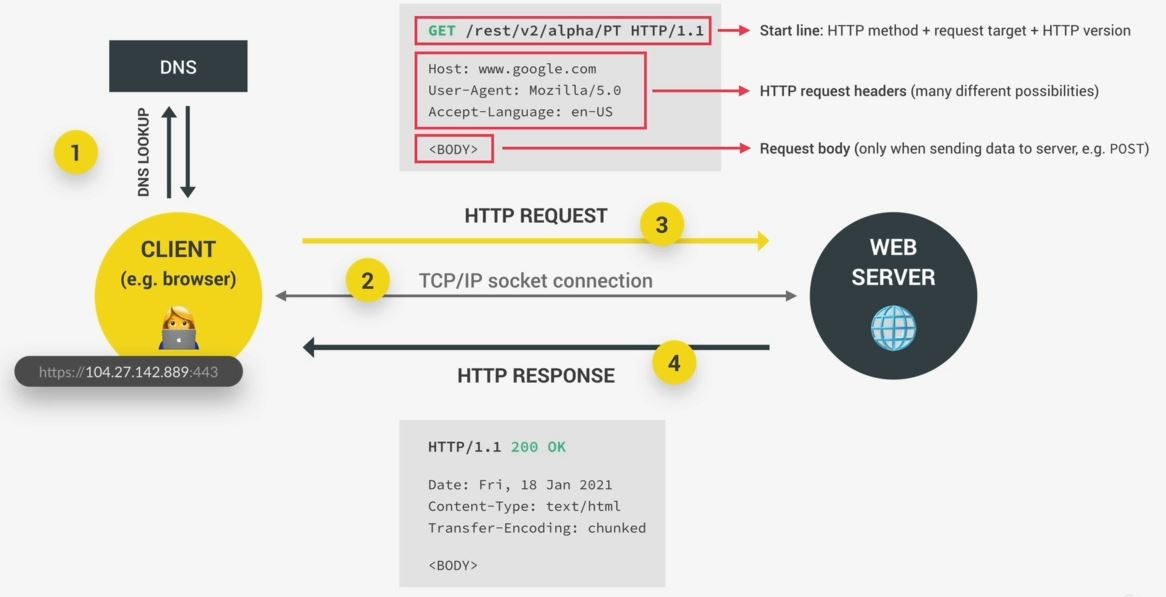 DNS
DNS LOOKUP
1
CLIENT
(e.g. browser)
https://104.27.142.889:443
GET /rest/v2/alpha/PT HTTP/1.1
Start line: HTTP method + request target + HTTP version
Host: www.google.com
User-Agent: Mozilla/5.0
Accept-Language: en-US
HTTP request headers (many different possibilities)
<BODY>
Request body (only when sending data to server, e.g. POST)
HTTP REQUEST
3
2
TCP/IP socket connection
4
HTTP RESPONSE
WEB
SERVER
HTTP/1.1 200 OK
Date: Fri, 18 Jan 2021
Content-Type: text/html
Transfer-Encoding: chunked
<BODY>